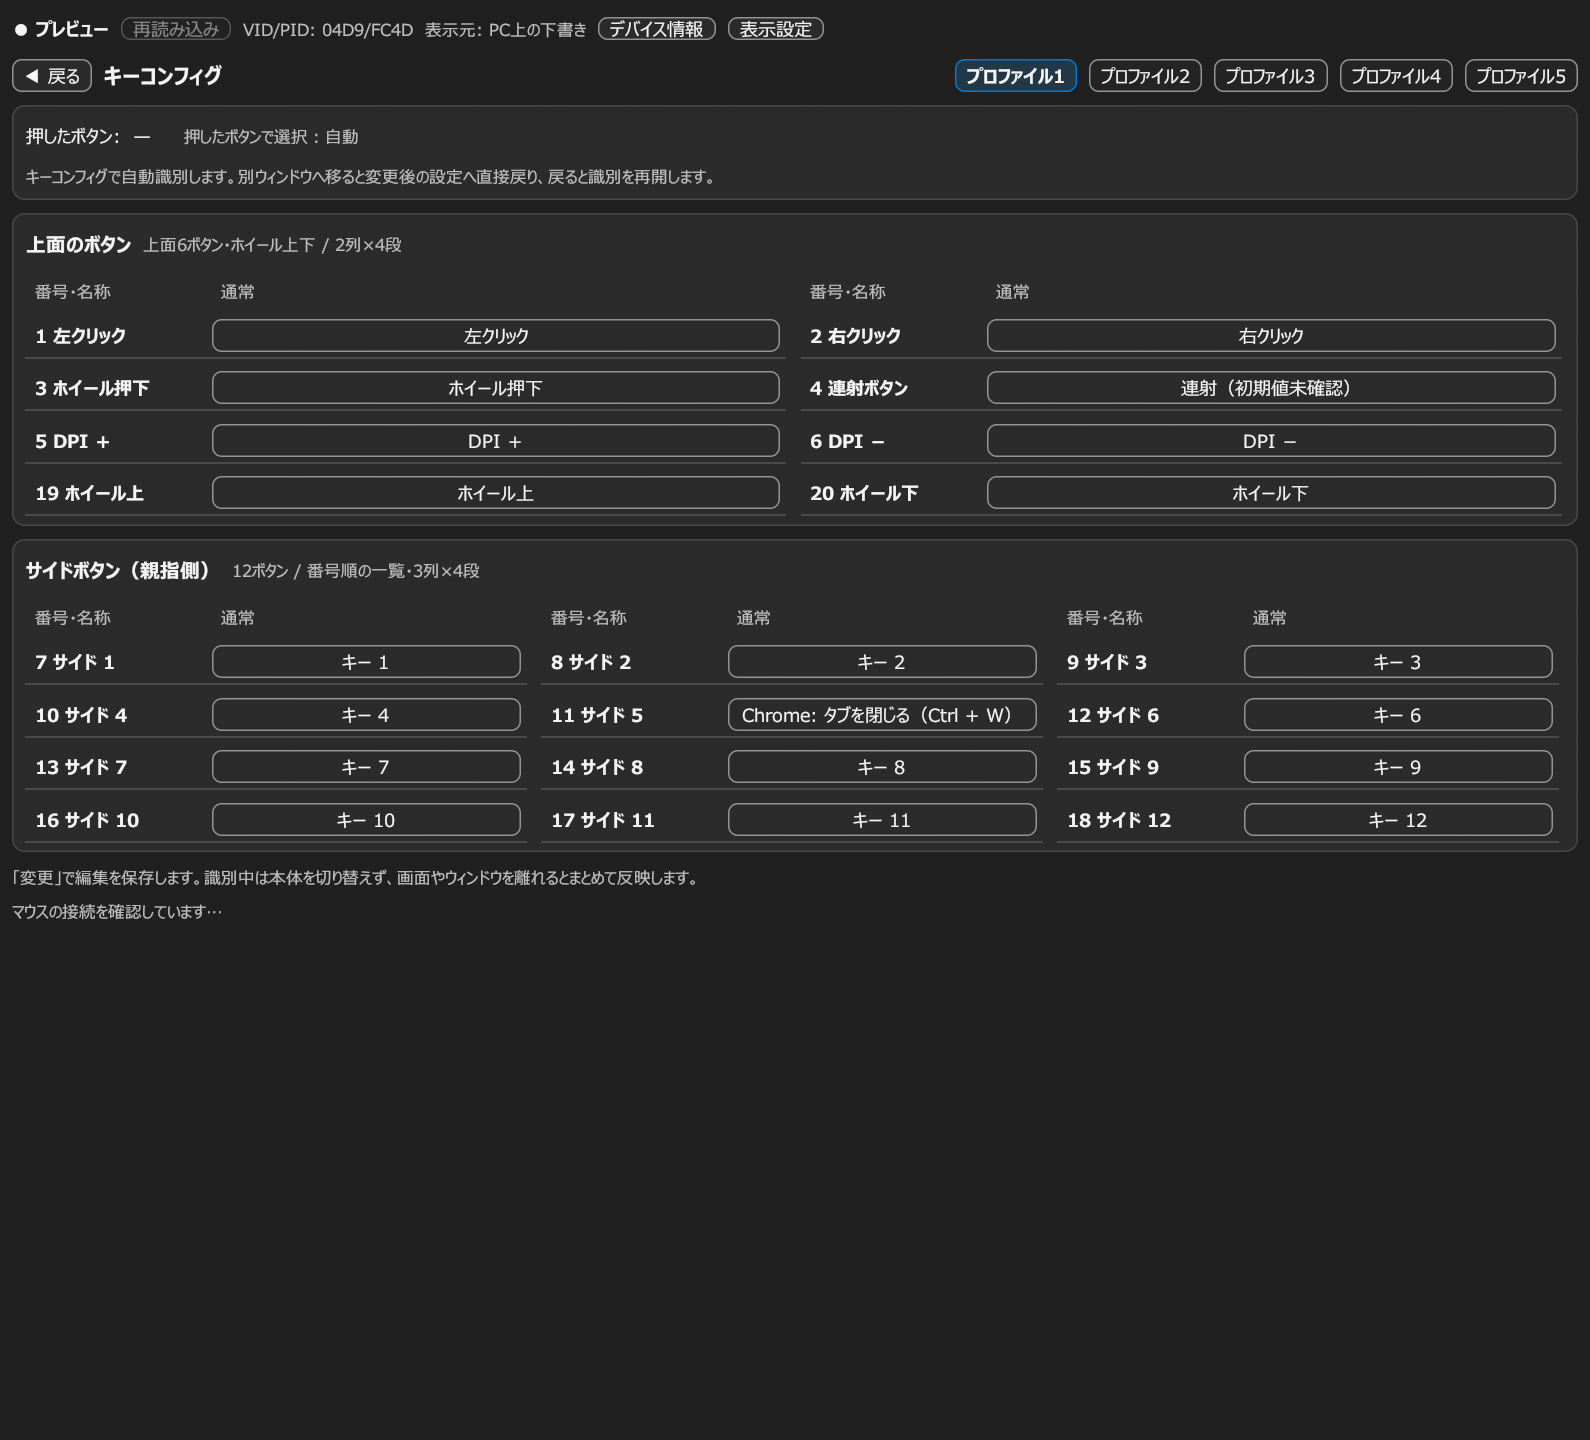 ● プレビュー 再読み込み VID/PID: 04D9/FC4D 表示元: PC上の下書き デバイス情報 表示設定
◀ 戻る キーコンフィグ プロファイル1 プロファイル2 プロファイル3 プロファイル4 プロファイル5
押したボタン: — 押したボタンで選択：自動
キーコンフィグで自動識別します。別ウィンドウへ移ると変更後の設定へ直接戻り、戻ると識別を再開します。
上面のボタン 上面6ボタン・ホイール上下 / 2列×4段
番号・名称 通常 番号・名称 通常
1 左クリック 左クリック 2 右クリック 右クリック
3 ホイール押下 ホイール押下 4 連射ボタン 連射（初期値未確認）
5 DPI ＋ DPI ＋ 6 DPI － DPI －
19 ホイール上 ホイール上 20 ホイール下 ホイール下
サイドボタン（親指側） 12ボタン / 番号順の一覧・3列×4段
番号・名称 通常 番号・名称 通常 番号・名称 通常
7 サイド 1 キー 1 8 サイド 2 キー 2 9 サイド 3 キー 3
10 サイド 4 キー 4 11 サイド 5 Chrome: タブを閉じる（Ctrl + W） 12 サイド 6 キー 6
13 サイド 7 キー 7 14 サイド 8 キー 8 15 サイド 9 キー 9
16 サイド 10 キー 10 17 サイド 11 キー 11 18 サイド 12 キー 12
「変更」で編集を保存します。識別中は本体を切り替えず、画面やウィンドウを離れるとまとめて反映します。
マウスの接続を確認しています…